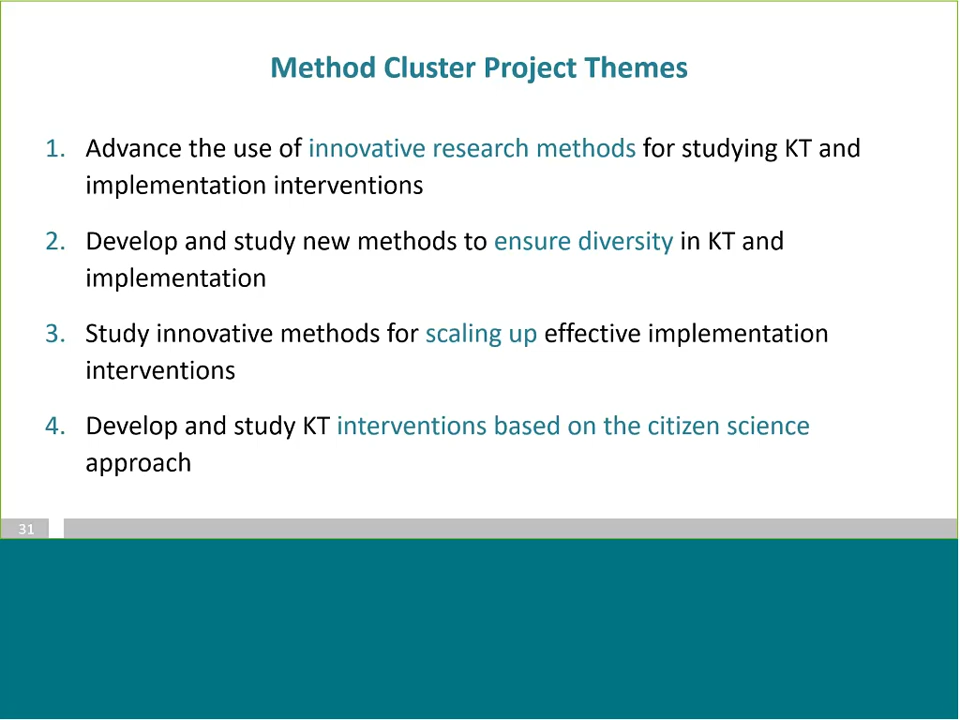 Method Cluster Project Themes
1. Advance the use of innovative research methods for studying KT and
implementation interventions
2. Develop and study new methods to ensure diversity in KT and
implementation
3. Study innovative methods for scaling up effective implementation
interventions
4. Develop and study KT interventions based on the citizen science
approach
31